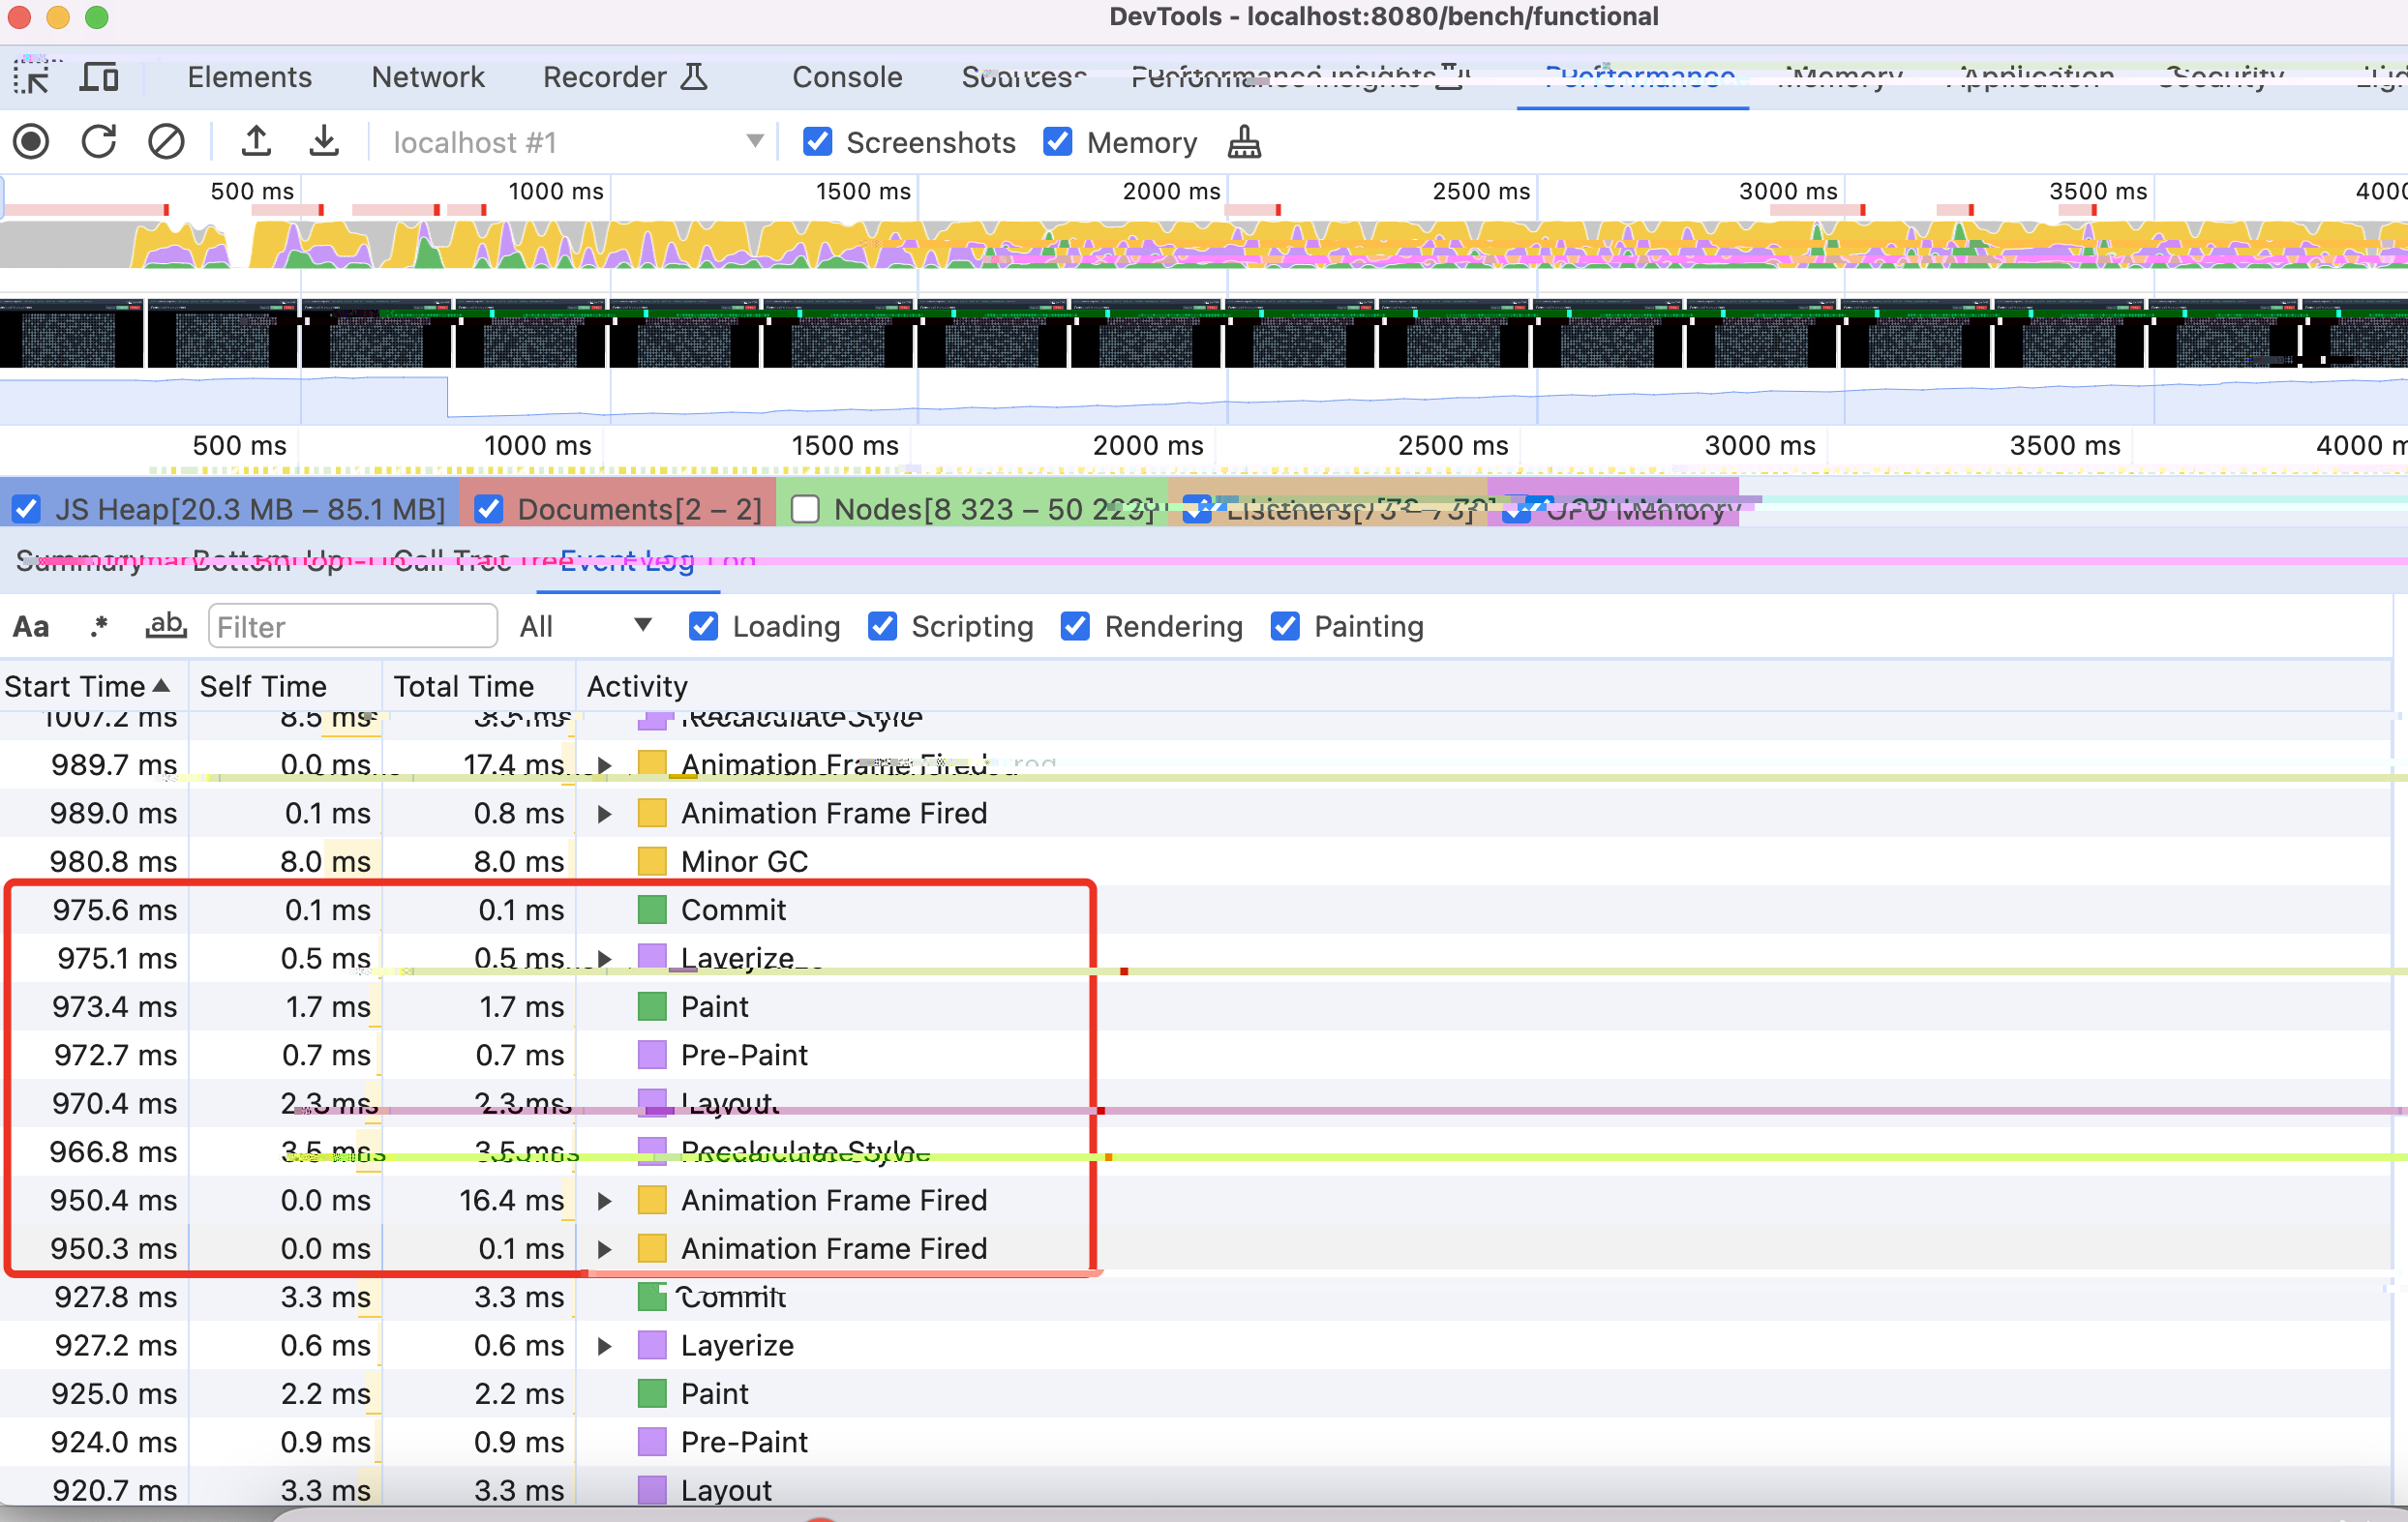 DevTools - localhost:8080/bench/functional
Elements Network Recorder Console Sources Performance insights Performance Memory Application Security
localhost #1 Screenshots Memory
500 ms 1000 ms 1500 ms 2000 ms 2500 ms 3000 ms 3500 ms 4000
500 ms 1000 ms 1500 ms 2000 ms 2500 ms 3000 ms 3500 ms 4000 m
JS Heap[20.3 MB – 85.1 MB] Documents[2 – 2] Nodes[8 323 – 50 229] Listeners[73 – 73] GPU Memory
Summary Bottom-Up Call Tree Event Log
Aa .* ab Filter All Loading Scripting Rendering Painting
Start Time Self Time Total Time Activity
1007.2 ms 8.5 ms Recalculate Style
989.7 ms 0.0 ms 17.4 ms Animation Frame Fired
989.0 ms 0.1 ms 0.8 ms Animation Frame Fired
980.8 ms 8.0 ms 8.0 ms Minor GC
975.6 ms 0.1 ms 0.1 ms Commit
975.1 ms 0.5 ms 0.5 ms Layerize
973.4 ms 1.7 ms 1.7 ms Paint
972.7 ms 0.7 ms 0.7 ms Pre-Paint
970.4 ms 2.3 ms 2.3 ms Layout
966.8 ms 3.5 ms 3.5 ms Recalculate Style
950.4 ms 0.0 ms 16.4 ms Animation Frame Fired
950.3 ms 0.0 ms 0.1 ms Animation Frame Fired
927.8 ms 3.3 ms 3.3 ms Commit
927.2 ms 0.6 ms 0.6 ms Layerize
925.0 ms 2.2 ms 2.2 ms Paint
924.0 ms 0.9 ms 0.9 ms Pre-Paint
920.7 ms 3.3 ms 3.3 ms Layout